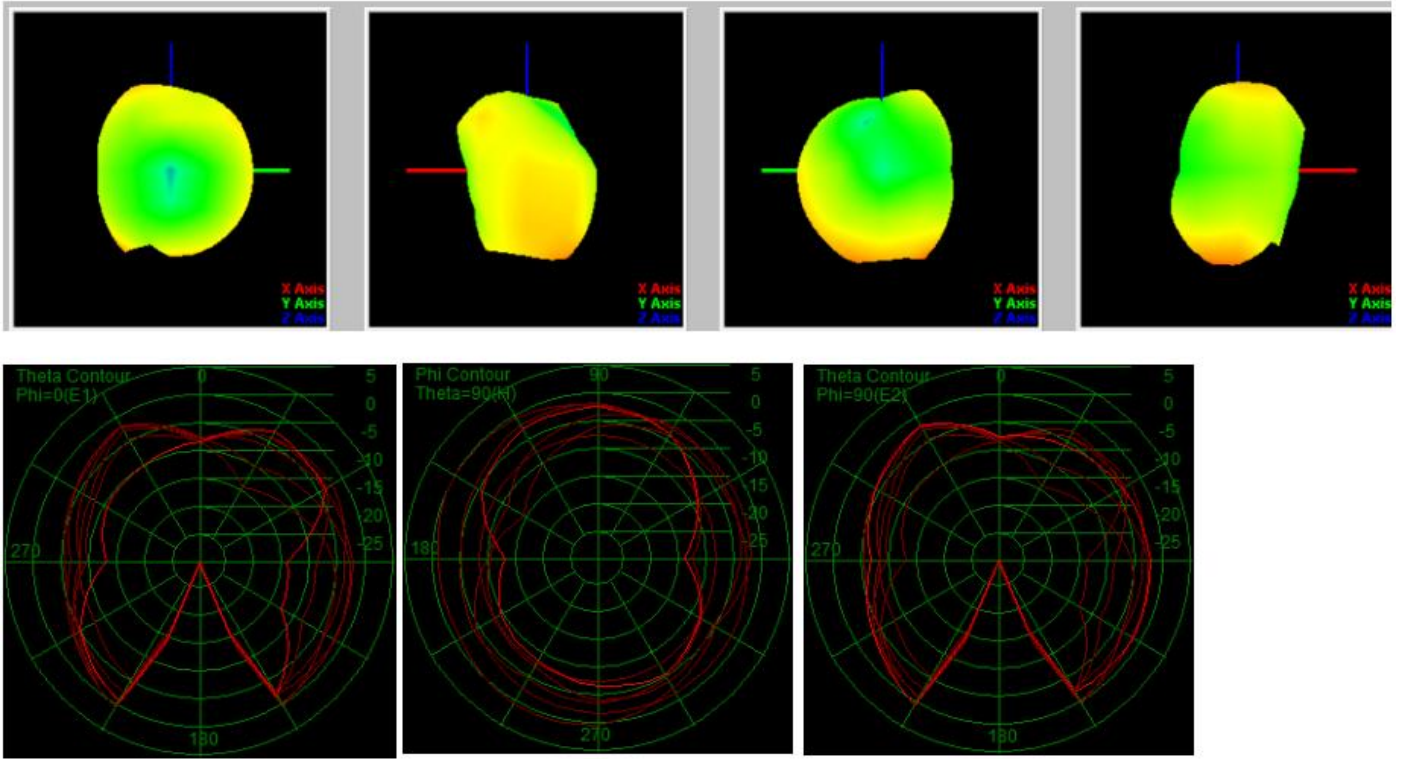 X Axis
Y Axis
Z Axis
X Axis
Y Axis
Z Axis
X Axis
Y Axis
Z Axis
X Axis
Y Axis
Z Axis
Theta Contour
Phi=0(E1)
0
5
0
-5
-10
-15
-20
-25
270
180
Phi Contour
Theta=90(H)
90
5
0
-5
-10
-15
-20
-25
180
270
Theta Contour
Phi=90(E2)
0
5
0
-5
-10
-15
-20
-25
270
180